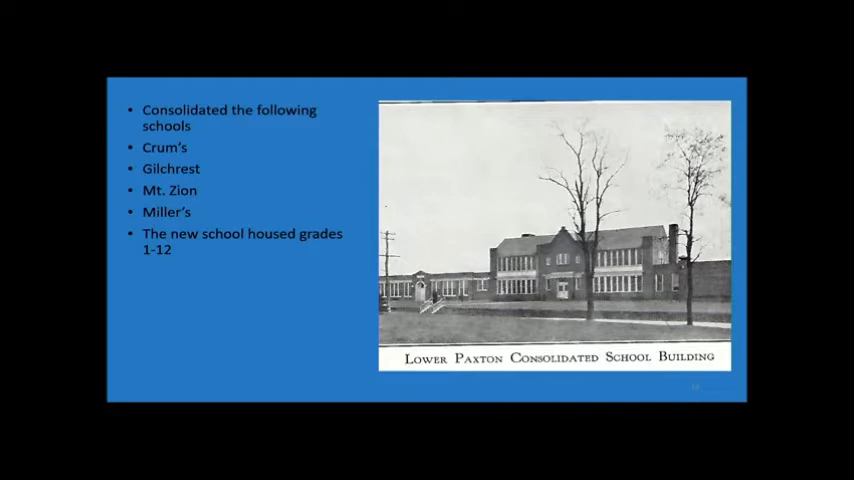 • Consolidated the following
schools
• Crum's
• Gilchrest
• Mt. Zion
• Miller's
• The new school housed grades
1-12
Lower Paxton Consolidated School Building